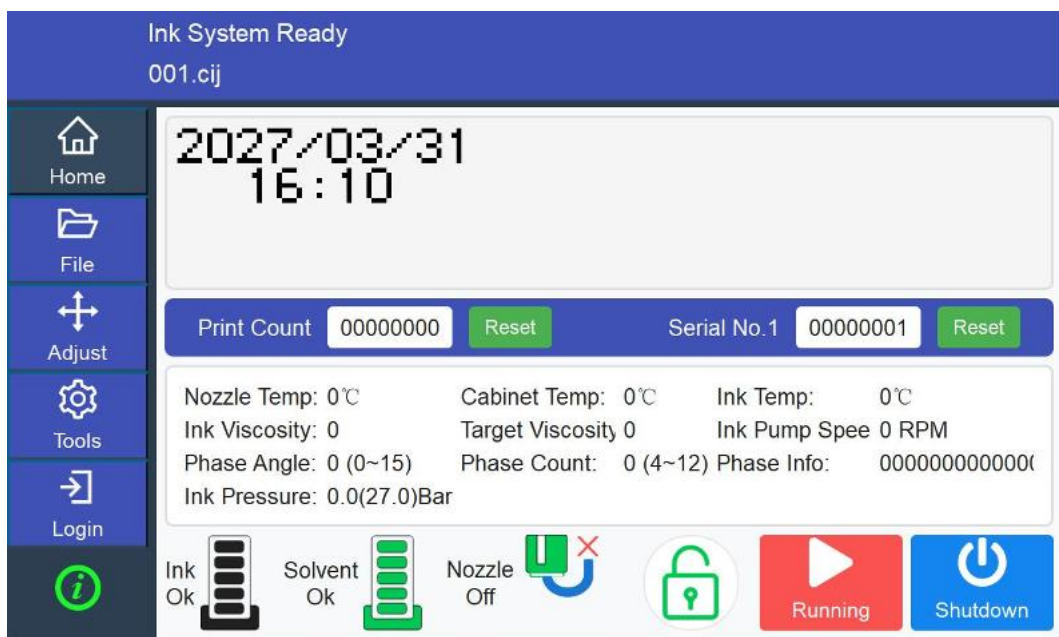 Ink System Ready
001.cij
Home
File
Adjust
Tools
Login
2027/03/31
16:10
Print Count 00000000 Reset Serial No.1 00000001 Reset
Nozzle Temp: 0℃ Cabinet Temp: 0℃ Ink Temp: 0℃
Ink Viscosity: 0 Target Viscosity 0 Ink Pump Spee 0 RPM
Phase Angle: 0 (0~15) Phase Count: 0 (4~12) Phase Info: 0000000000000
Ink Pressure: 0.0(27.0)Bar
Ink Ok
Solvent Ok
Nozzle Off
Running
Shutdown